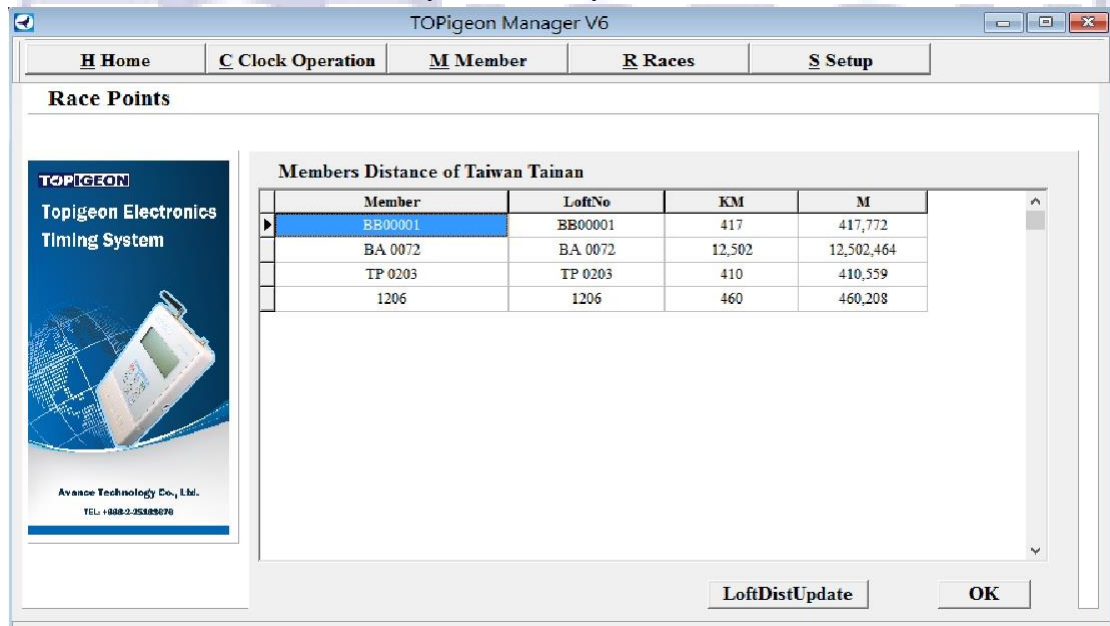 TOPigeon Manager V6
H Home C Clock Operation M Member R Races S Setup
Race Points
TOPIGEON
Topigeon Electronics
Timing System
Avance Technology Co., Ltd.
Members Distance of Taiwan Tainan
Member LoftNo KM M
BB00001 BB00001 417 417,772
BA 0072 BA 0072 12,502 12,502,464
TP 0203 TP 0203 410 410,559
1206 1206 460 460,208
LoftDistUpdate OK